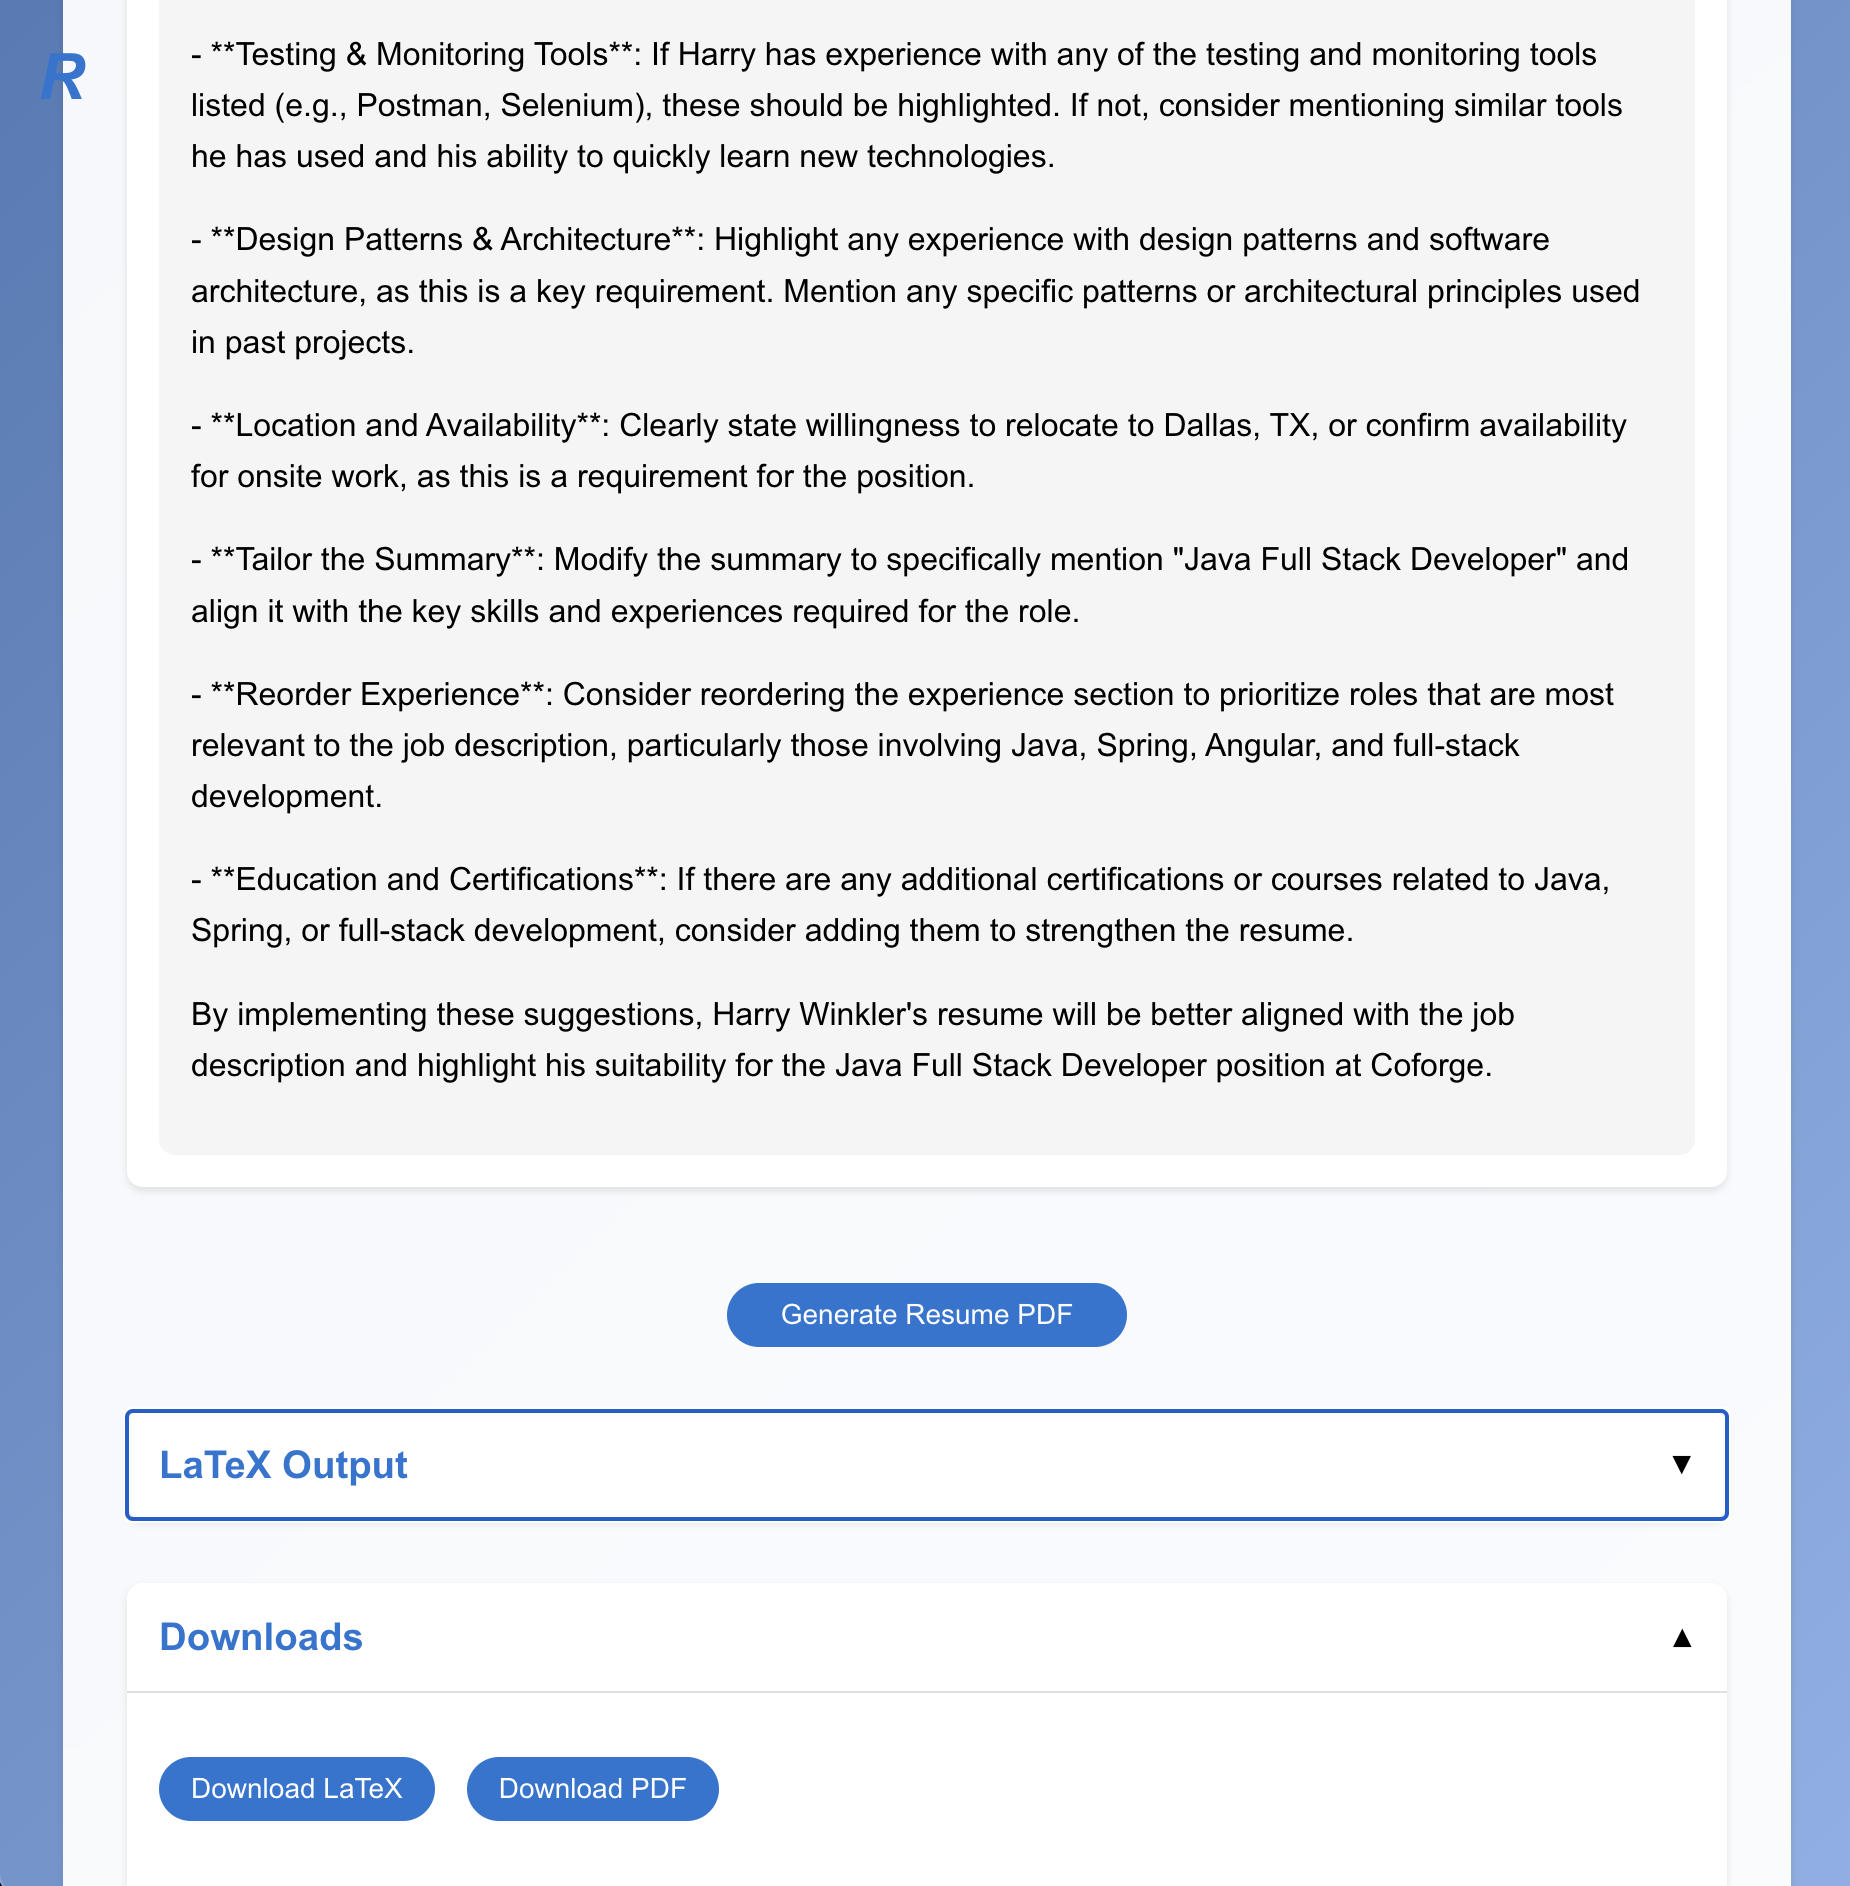 R
- **Testing & Monitoring Tools**: If Harry has experience with any of the testing and monitoring tools
listed (e.g., Postman, Selenium), these should be highlighted. If not, consider mentioning similar tools
he has used and his ability to quickly learn new technologies.
- **Design Patterns & Architecture**: Highlight any experience with design patterns and software
architecture, as this is a key requirement. Mention any specific patterns or architectural principles used
in past projects.
- **Location and Availability**: Clearly state willingness to relocate to Dallas, TX, or confirm availability
for onsite work, as this is a requirement for the position.
- **Tailor the Summary**: Modify the summary to specifically mention "Java Full Stack Developer" and
align it with the key skills and experiences required for the role.
- **Reorder Experience**: Consider reordering the experience section to prioritize roles that are most
relevant to the job description, particularly those involving Java, Spring, Angular, and full-stack
development.
- **Education and Certifications**: If there are any additional certifications or courses related to Java,
Spring, or full-stack development, consider adding them to strengthen the resume.
By implementing these suggestions, Harry Winkler's resume will be better aligned with the job
description and highlight his suitability for the Java Full Stack Developer position at Coforge.
Generate Resume PDF
LaTeX Output ▼
Downloads ▲
Download LaTeX Download PDF